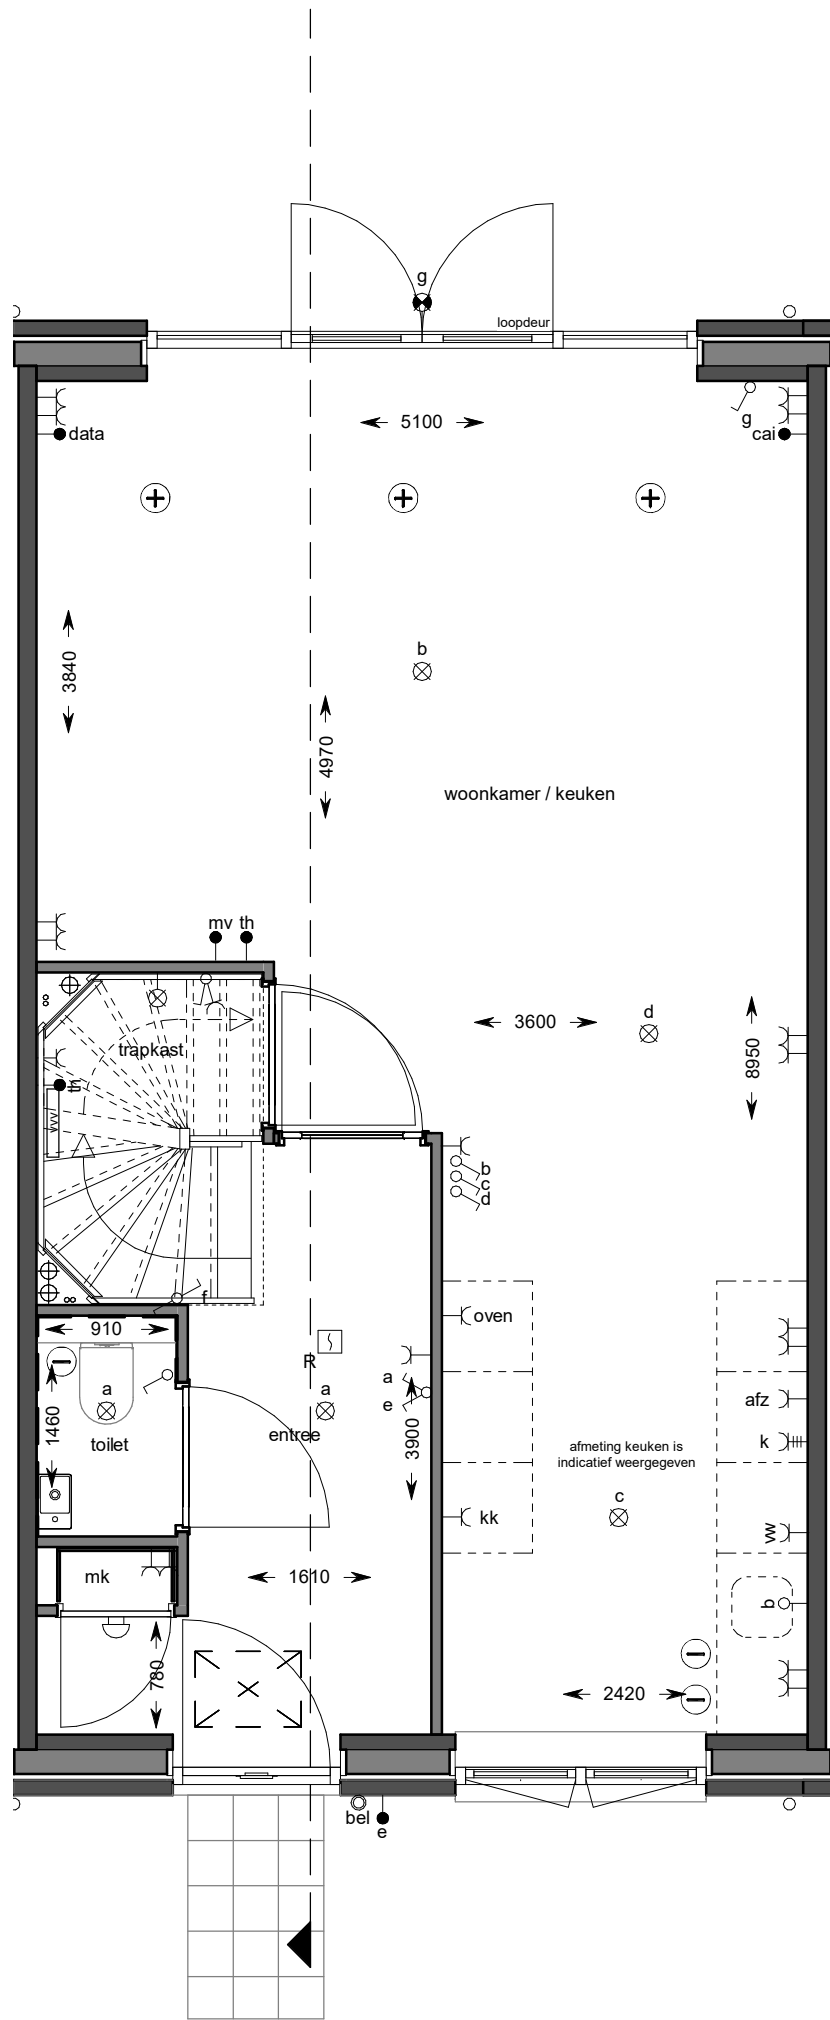 g
loopdeur
5100
g
data
cai
b
3840
4970
woonkamer / keuken
mv th
3600
d
8950
trapkast
th
vw
b
c
d
f
oven
910
R
a
a
a
e
afz
1460
toilet
entree
3900
k
afmeting keuken is
indicatief weergegeven
c
kk
vw
mk
1610
b
780
2420
bel
e